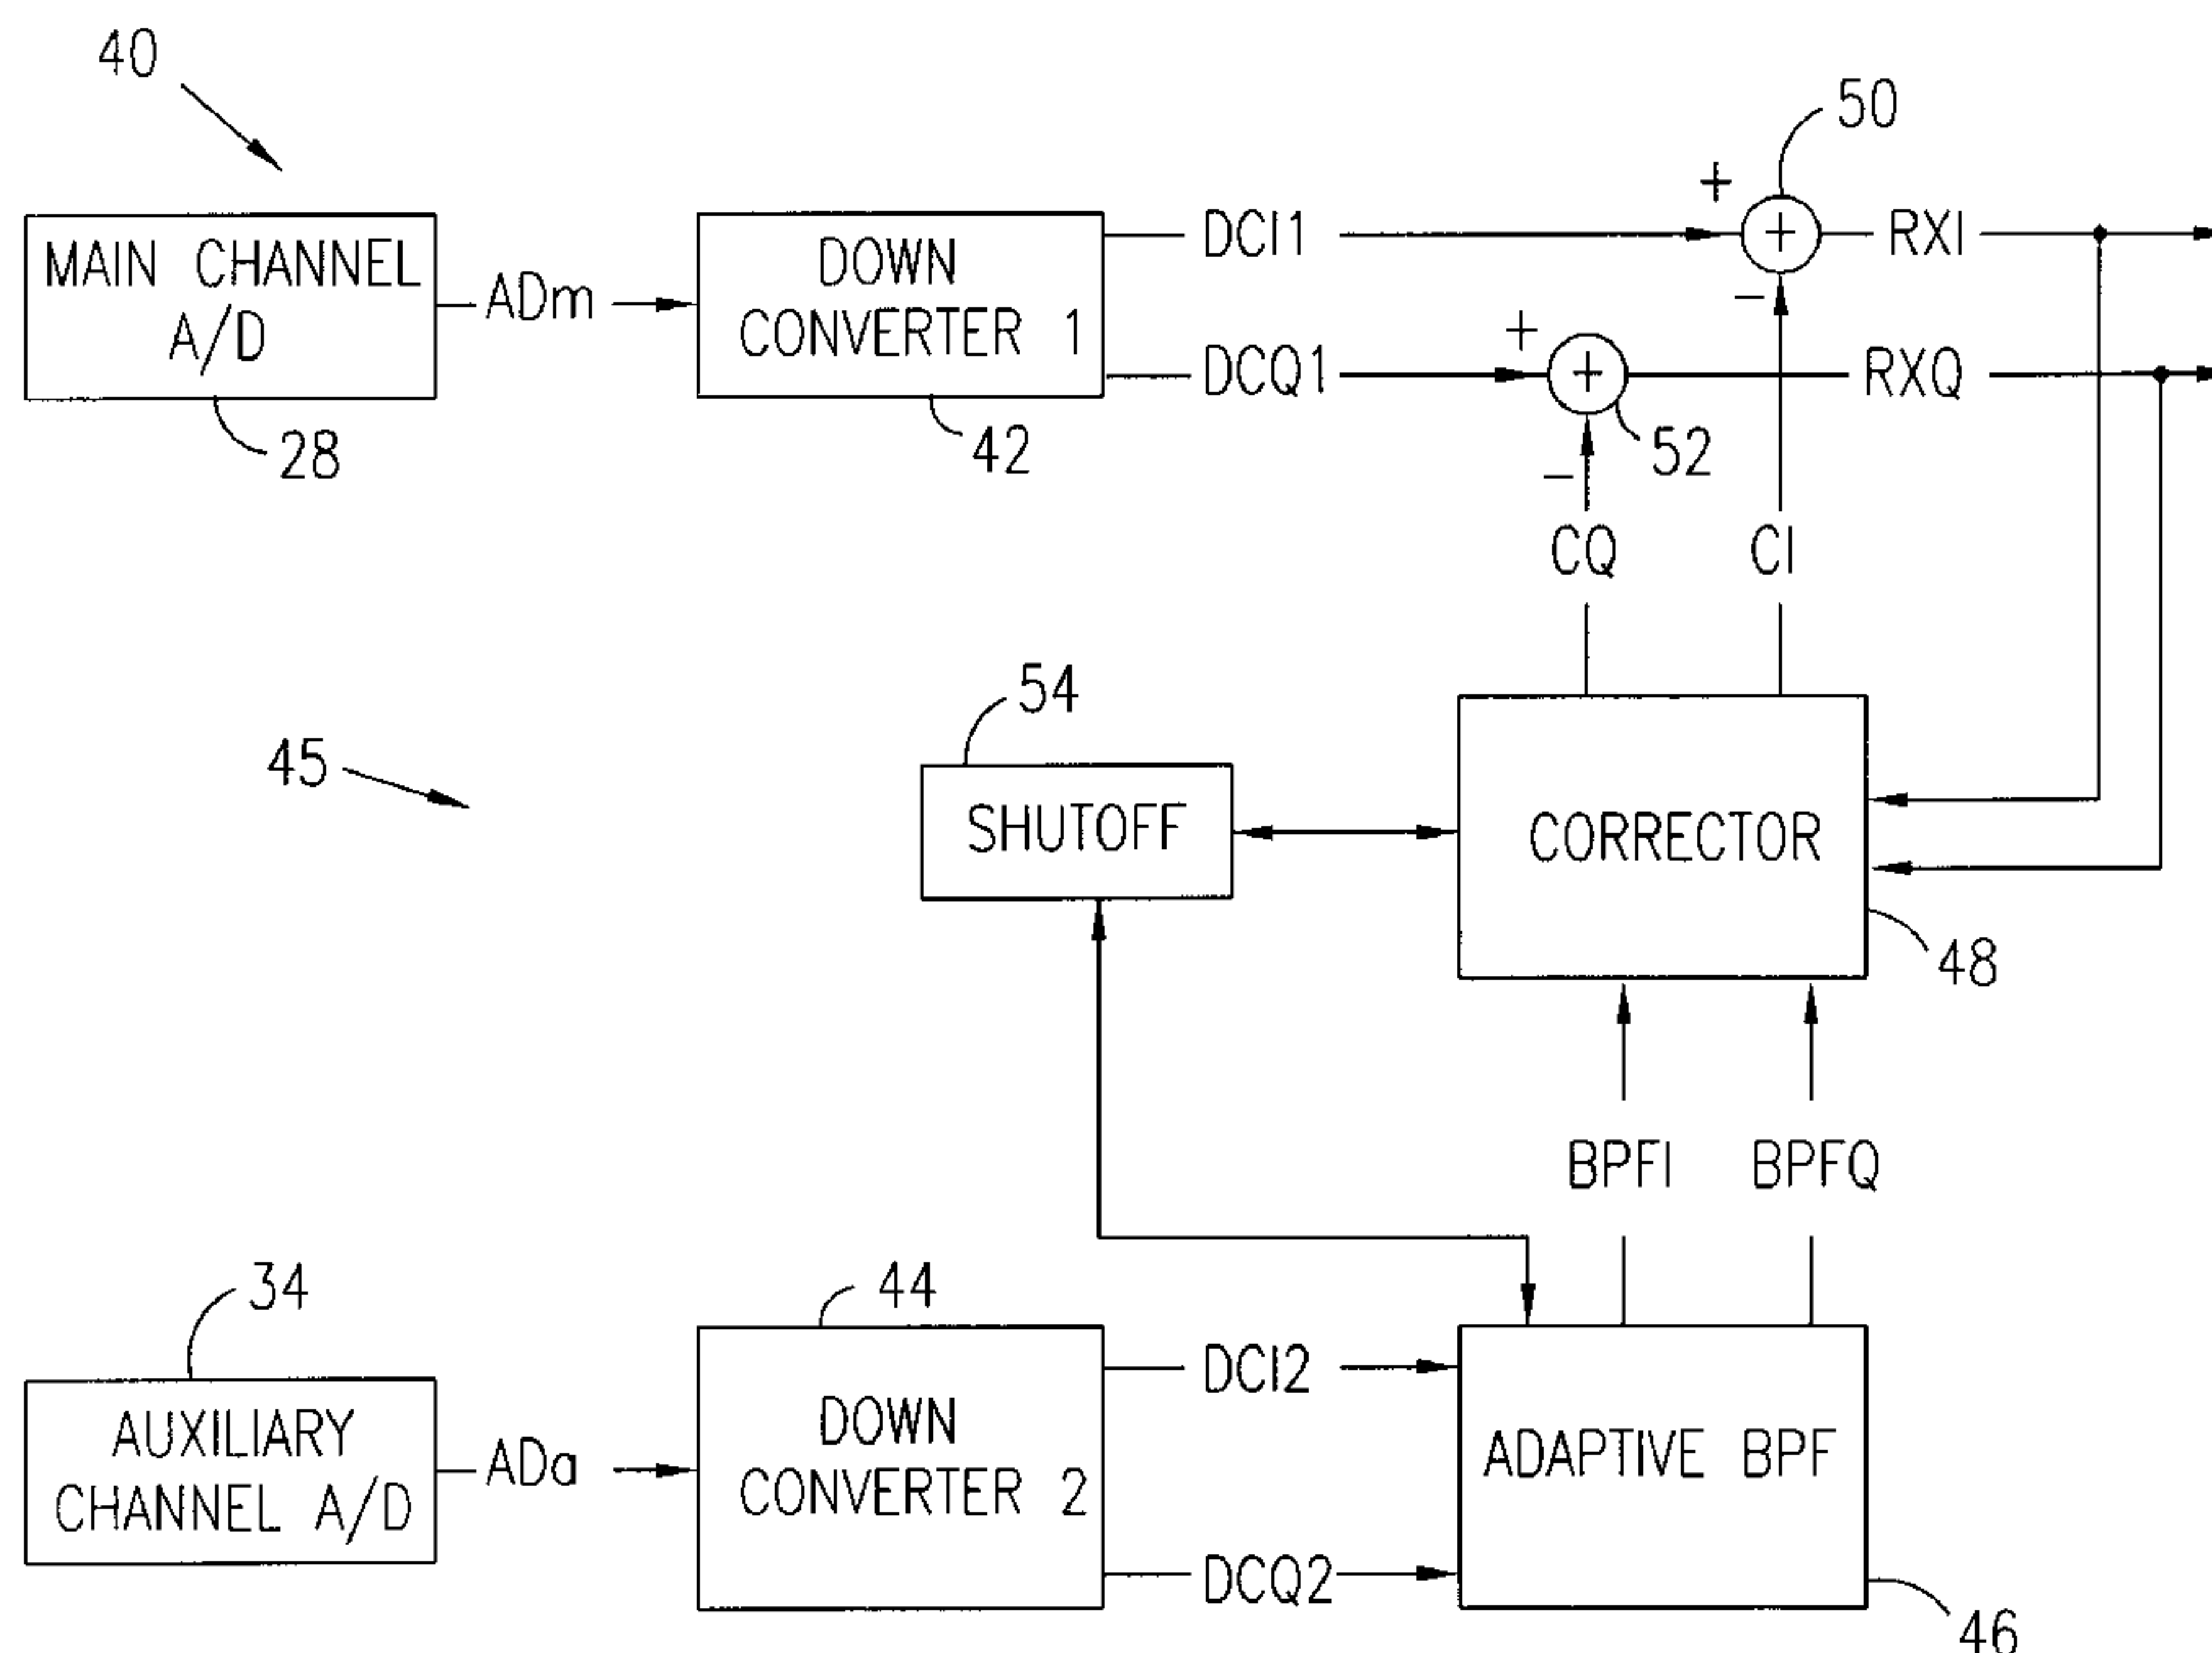 40
50
MAIN CHANNEL
A/D
ADm
DOWN
CONVERTER 1
DCI1
DCQ1
+
+
RXI
-
+
+
RXQ
28
42
52
-
CQ
CI
54
45
SHUTOFF
CORRECTOR
48
BPFI
BPFQ
34
44
AUXILIARY
CHANNEL A/D
ADa
DOWN
CONVERTER 2
DCI2
DCQ2
ADAPTIVE BPF
46